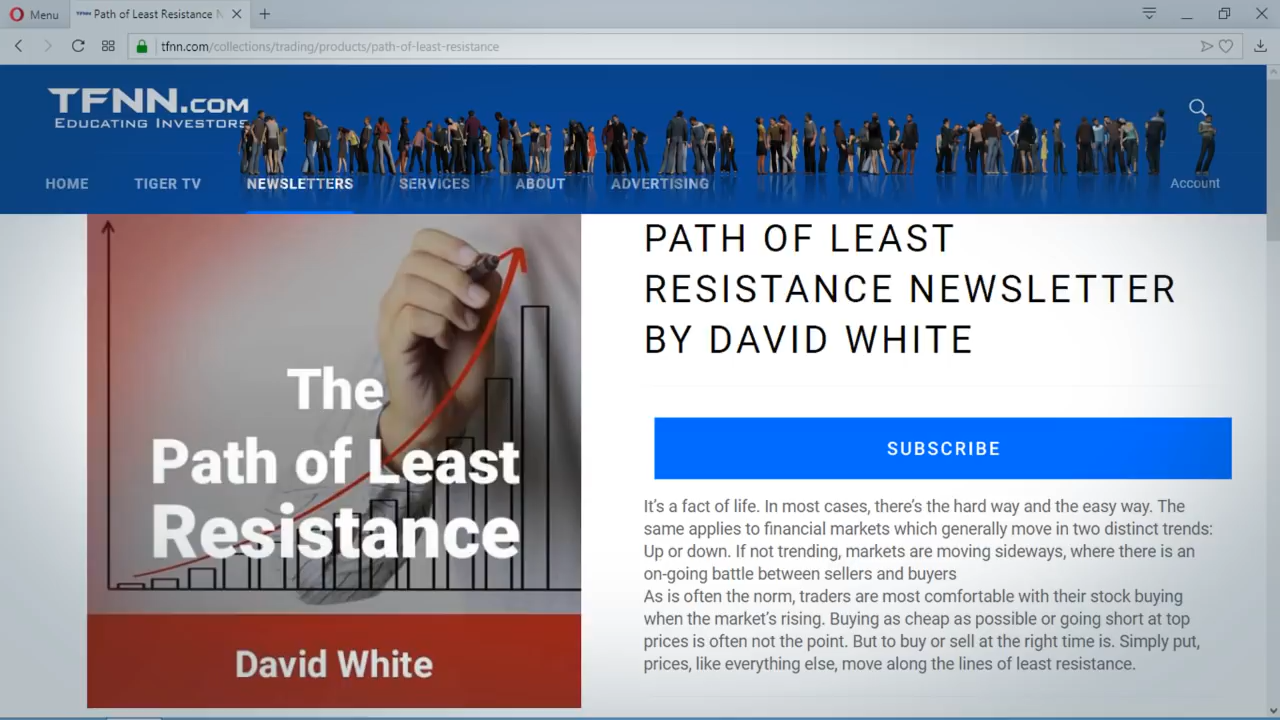 Menu
Path of Least Resistance N
tfnn.com/collections/trading/products/path-of-least-resistance
TFNN.COM
EDUCATING INVESTORS
HOME
TIGER TV
NEWSLETTERS
SERVICES
ABOUT
ADVERTISING
Account
The
Path of Least
Resistance
David White
PATH OF LEAST
RESISTANCE NEWSLETTER
BY DAVID WHITE
SUBSCRIBE
It’s a fact of life. In most cases, there’s the hard way and the easy way. The
same applies to financial markets which generally move in two distinct trends:
Up or down. If not trending, markets are moving sideways, where there is an
on-going battle between sellers and buyers
As is often the norm, traders are most comfortable with their stock buying
when the market’s rising. Buying as cheap as possible or going short at top
prices is often not the point. But to buy or sell at the right time is. Simply put,
prices, like everything else, move along the lines of least resistance.